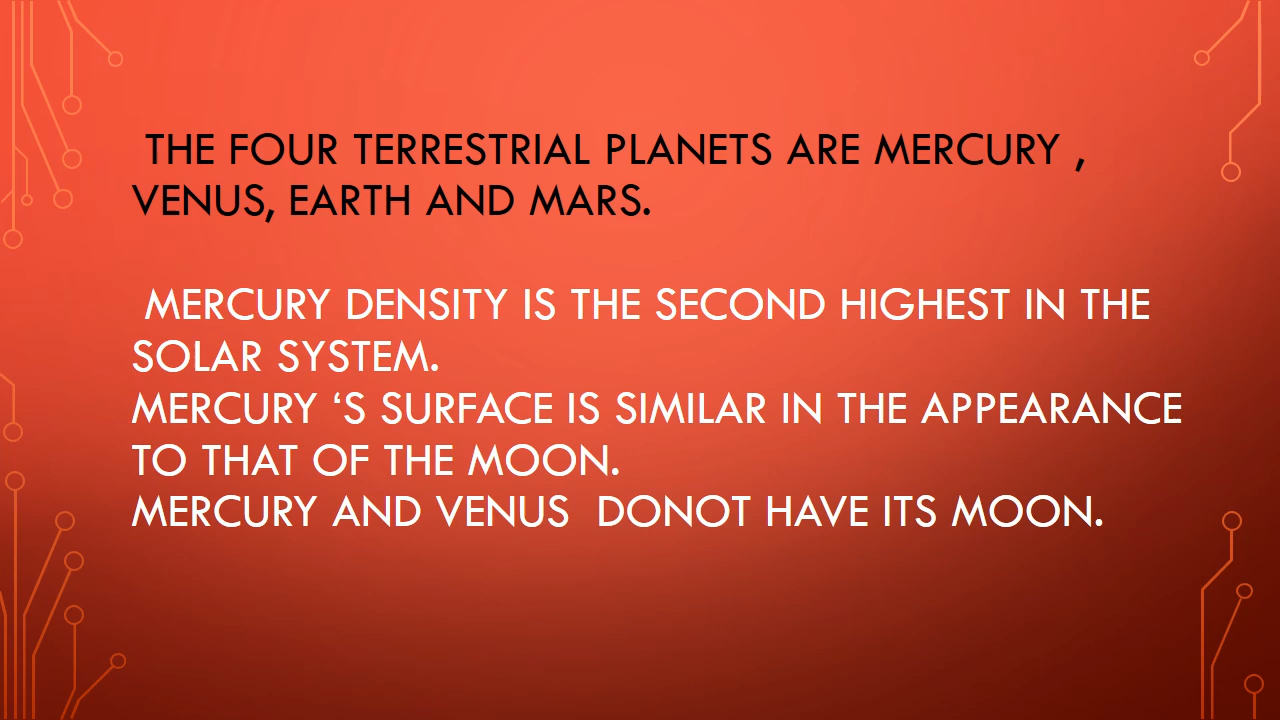 THE FOUR TERRESTRIAL PLANETS ARE MERCURY ,
VENUS, EARTH AND MARS.
MERCURY DENSITY IS THE SECOND HIGHEST IN THE
SOLAR SYSTEM.
MERCURY ‘S SURFACE IS SIMILAR IN THE APPEARANCE
TO THAT OF THE MOON.
MERCURY AND VENUS  DONOT HAVE ITS MOON.